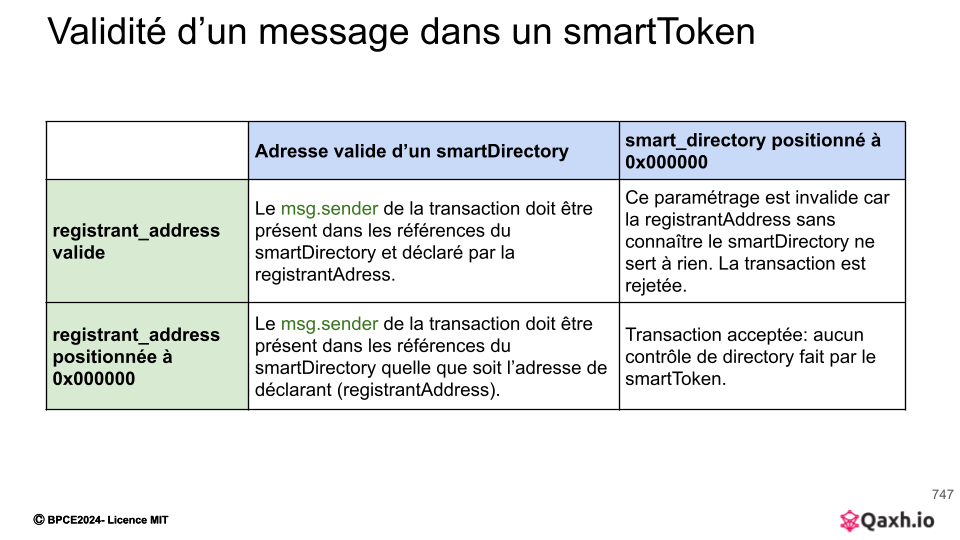 Validité d’un message dans un smartToken
Adresse valide d’un smartDirectory
smart_directory positionné à
0x000000
registrant_address
valide
Le msg.sender de la transaction doit être
présent dans les références du
smartDirectory et déclaré par la
registrantAdress.
Ce paramétrage est invalide car
la registrantAddress sans
connaître le smartDirectory ne
sert à rien. La transaction est
rejetée.
registrant_address
positionnée à
0x000000
Le msg.sender de la transaction doit être
présent dans les références du
smartDirectory quelle que soit l’adresse de
déclarant (registrantAddress).
Transaction acceptée: aucun
contrôle de directory fait par le
smartToken.
747
© BPCE2024- Licence MIT
Qaxh.io